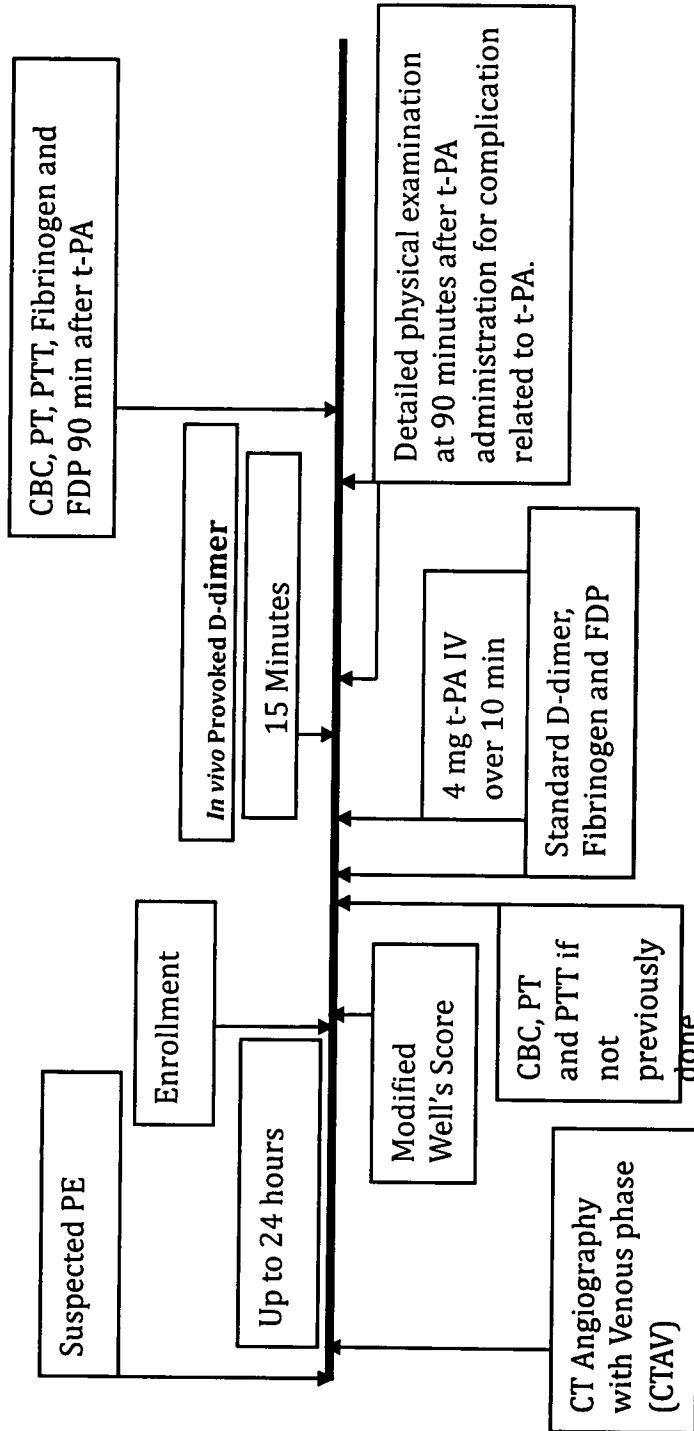 Suspected PE
Up to 24 hours
Enrollment
In vivo Provoked D-dimer
15 Minutes
CBC, PT, PTT, Fibrinogen and
FDP 90 min after t-PA
CT Angiography
with Venous phase
(CTAV)
Modified
Well's Score
CBC, PT
and PTT if
not
previously
done
4 mg t-PA IV
over 10 min
Standard D-dimer,
Fibrinogen and FDP
Detailed physical examination
at 90 minutes after t-PA
administration for complication
related to t-PA.